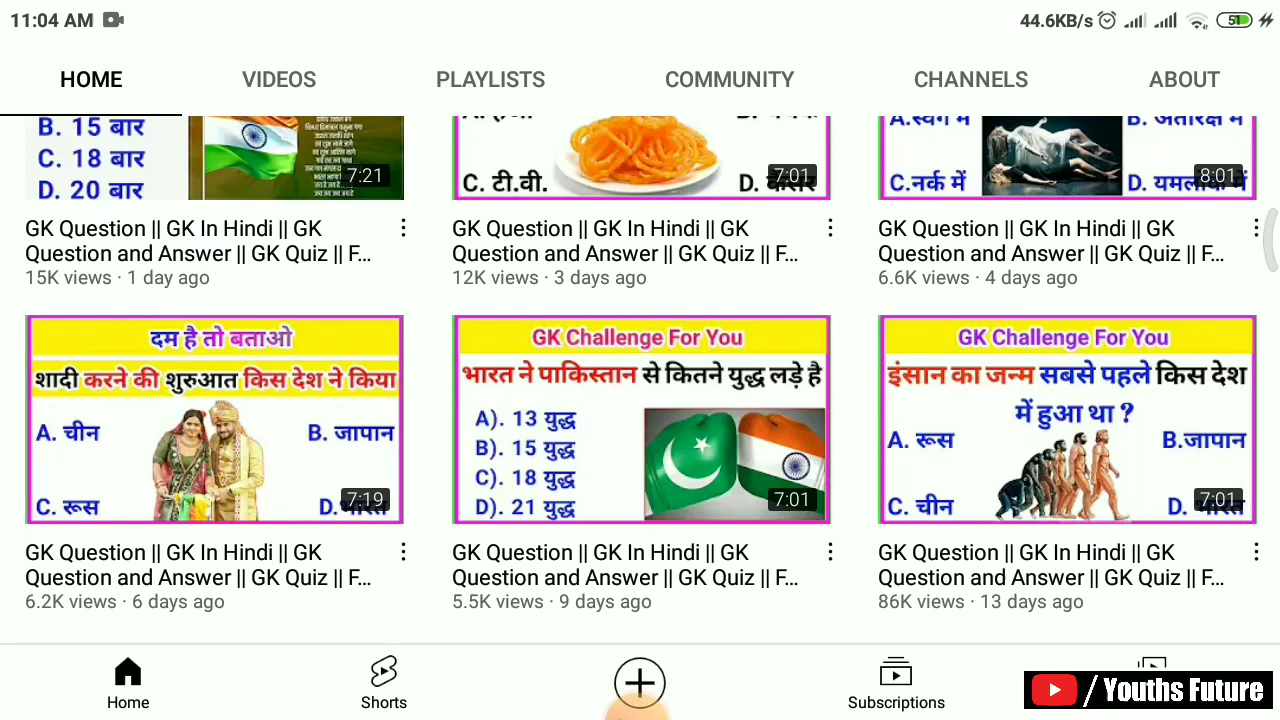 11:04 AM
44.6KB/s
51
HOME
VIDEOS
PLAYLISTS
COMMUNITY
CHANNELS
ABOUT
B. 15 बार
C. 18 बार
D. 20 बार
7:21
C. टी.वी.
D. केसर
7:01
A.स्वर्ग में
B. अंतरिक्ष में
C.नर्क में
D. यमलोक में
8:01
GK Question || GK In Hindi || GK
Question and Answer || GK Quiz || F...
15K views · 1 day ago
GK Question || GK In Hindi || GK
Question and Answer || GK Quiz || F...
12K views · 3 days ago
GK Question || GK In Hindi || GK
Question and Answer || GK Quiz || F...
6.6K views · 4 days ago
दम है तो बताओ
शादी करने की शुरुआत किस देश ने किया
A. चीन
B. जापान
C. रूस
D.भारत
7:19
GK Challenge For You
भारत ने पाकिस्तान से कितने युद्ध लड़े है
A). 13 युद्ध
B). 15 युद्ध
C). 18 युद्ध
D). 21 युद्ध
7:01
GK Challenge For You
इंसान का जन्म सबसे पहले किस देश
में हुआ था ?
A. रूस
B.जापान
C. चीन
D. भारत
7:01
GK Question || GK In Hindi || GK
Question and Answer || GK Quiz || F...
6.2K views · 6 days ago
GK Question || GK In Hindi || GK
Question and Answer || GK Quiz || F...
5.5K views · 9 days ago
GK Question || GK In Hindi || GK
Question and Answer || GK Quiz || F...
86K views · 13 days ago
Home
Shorts
Subscriptions
/ Youths Future